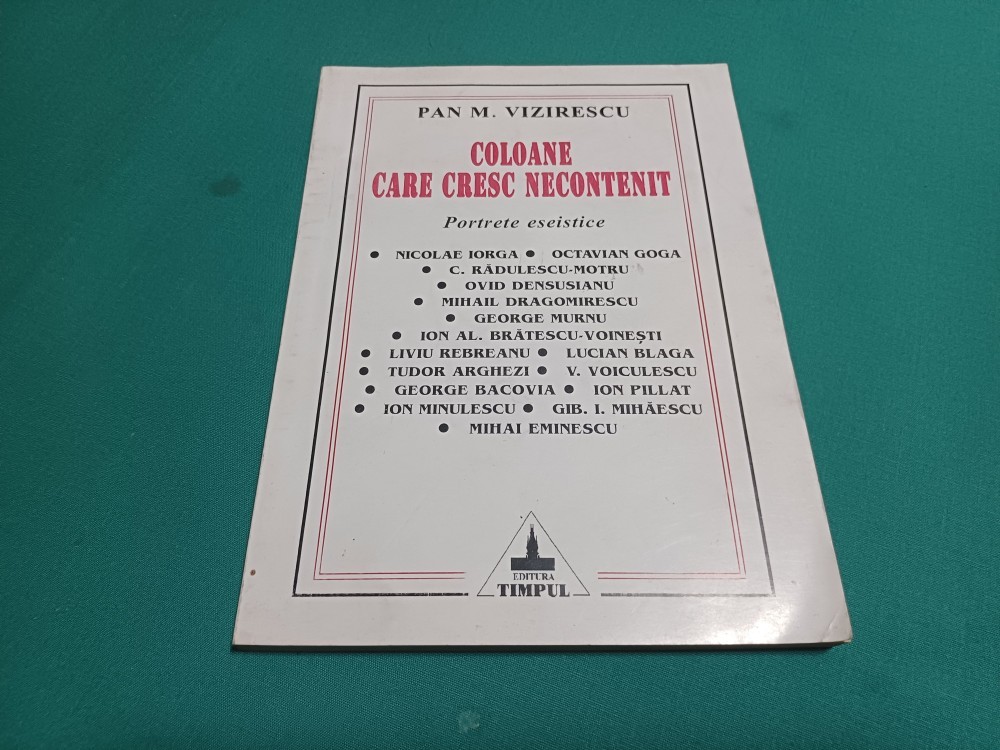 PAN M. VIZIRESCU
COLOANE
CARE CRESC NECONTENIT
Portrete eseistice
● NICOLAE IORGA ● OCTAVIAN GOGA
● C. RĂDULESCU-MOTRU
● OVID DENSUSIANU
● MIHAIL DRAGOMIRESCU
● GEORGE MURNU
● ION AL. BRĂTESCU-VOINEȘTI
● LIVIU REBREANU ● LUCIAN BLAGA
● TUDOR ARGHEZI ● V. VOICULESCU
● GEORGE BACOVIA ● ION PILLAT
● ION MINULESCU ● GIB. I. MIHĂESCU
● MIHAI EMINESCU
EDITURA
TIMPUL